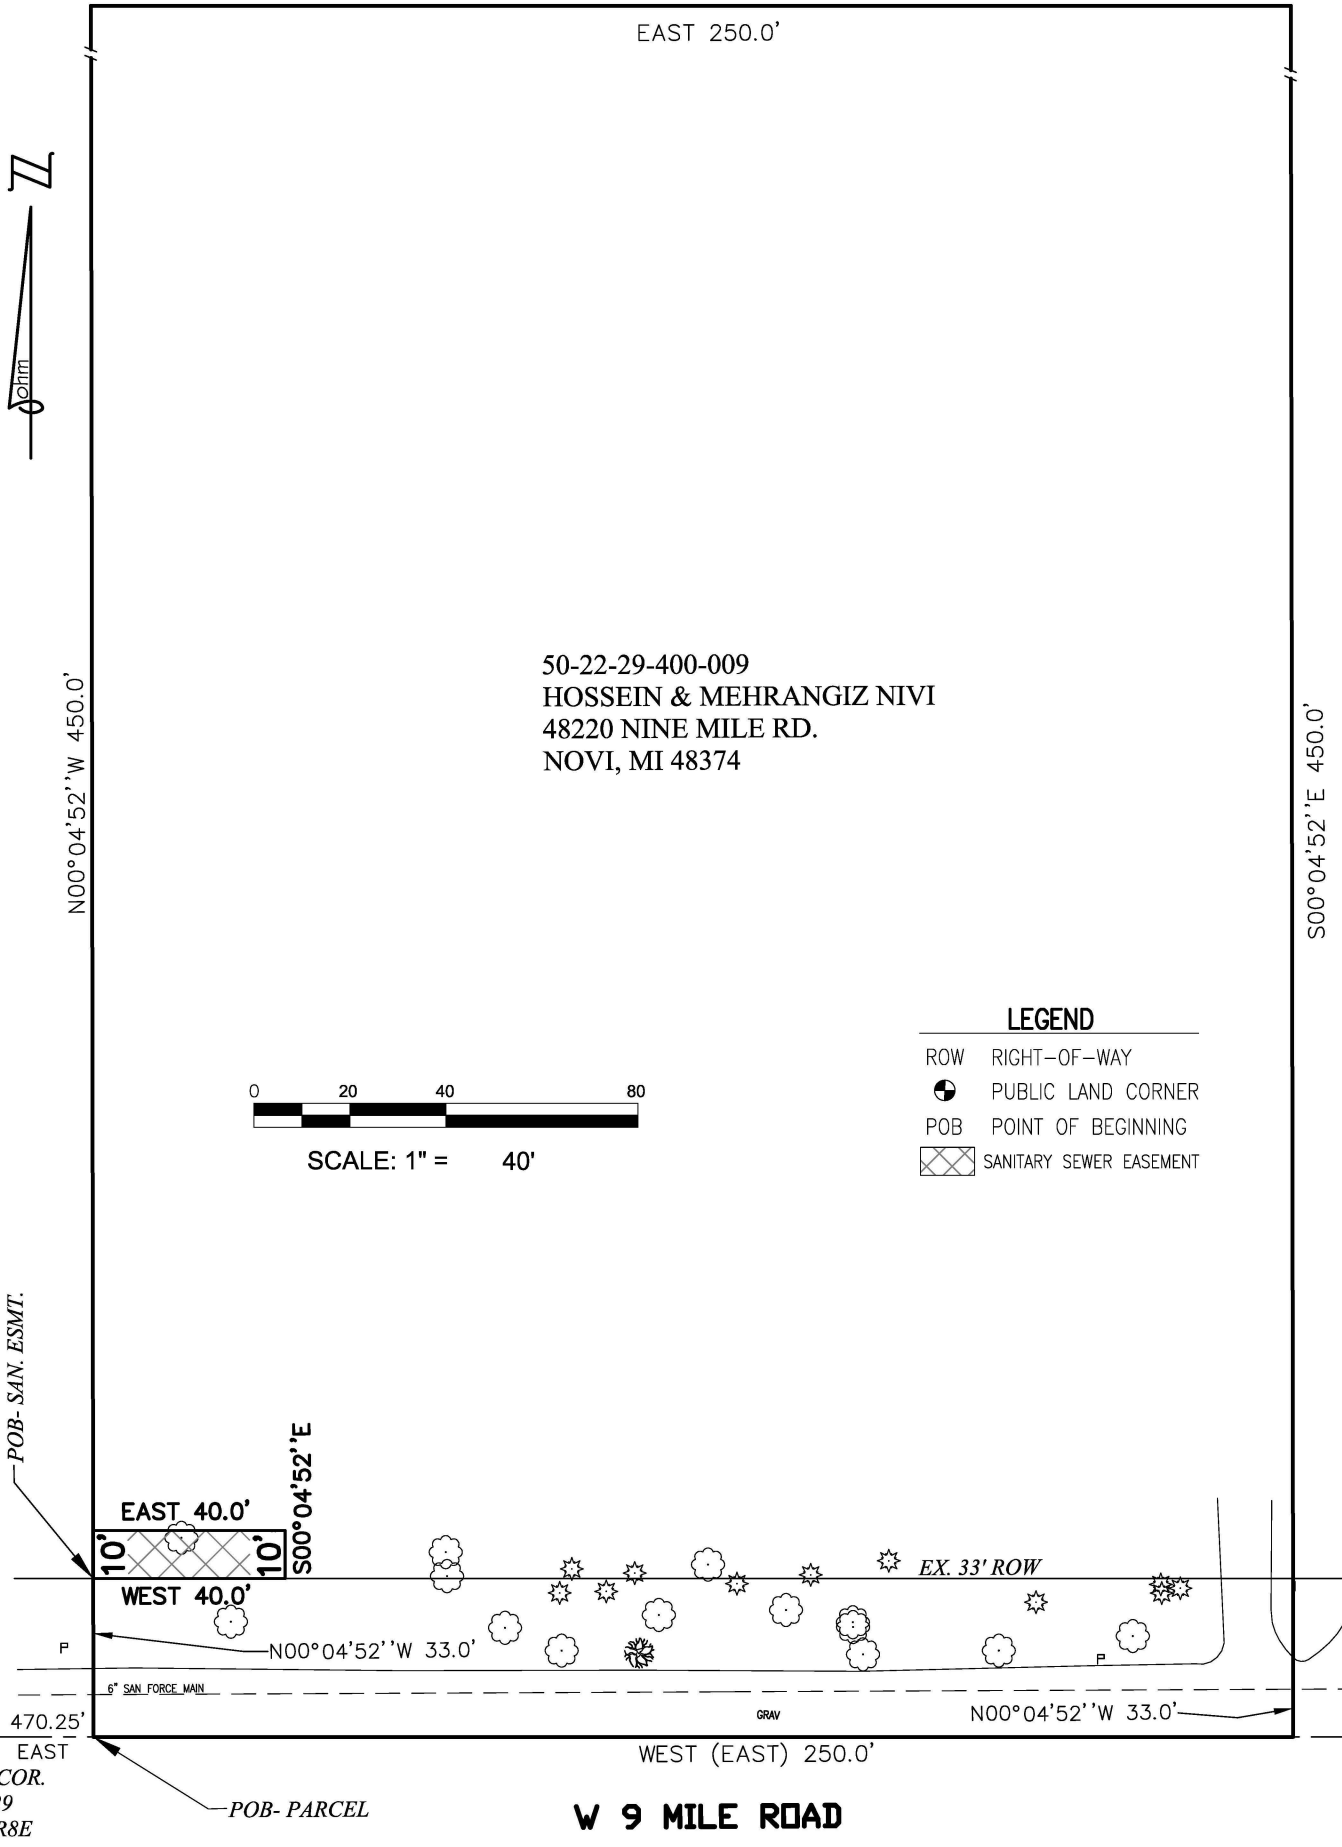 EAST 250.0'
Z
ohm
N00°04'52''W 450.0'
50-22-29-400-009
HOSSEIN & MEHRANGIZ NIVI
48220 NINE MILE RD.
NOVI, MI 48374
S00°04'52''E 450.0'
LEGEND
ROW RIGHT-OF-WAY
PUBLIC LAND CORNER
POB POINT OF BEGINNING
SANITARY SEWER EASEMENT
0 20 40 80
SCALE: 1" = 40'
POB- SAN. ESMT.
EAST 40.0'
S00°04'52''E
10'
10'
WEST 40.0'
EX. 33' ROW
N00°04'52''W 33.0'
P
P
6" SAN FORCE MAIN
GRAV
N00°04'52''W 33.0'
470.25'
EAST
WEST (EAST) 250.0'
COR.
9
R8E
POB- PARCEL
W 9 MILE ROAD